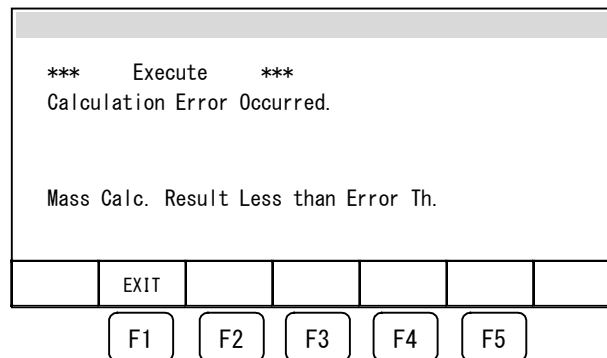 *** Execute ***
Calculation Error Occurred.
Mass Calc. Result Less than Error Th.
EXIT
F1 F2 F3 F4 F5